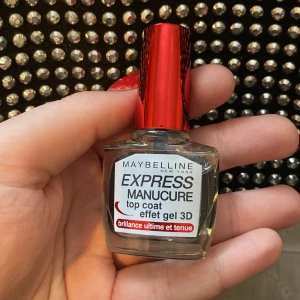 MAYBELLINE
NEW YORK
EXPRESS
MANUCURE
top coat
effet gel 3D
brillance ultime et tenue